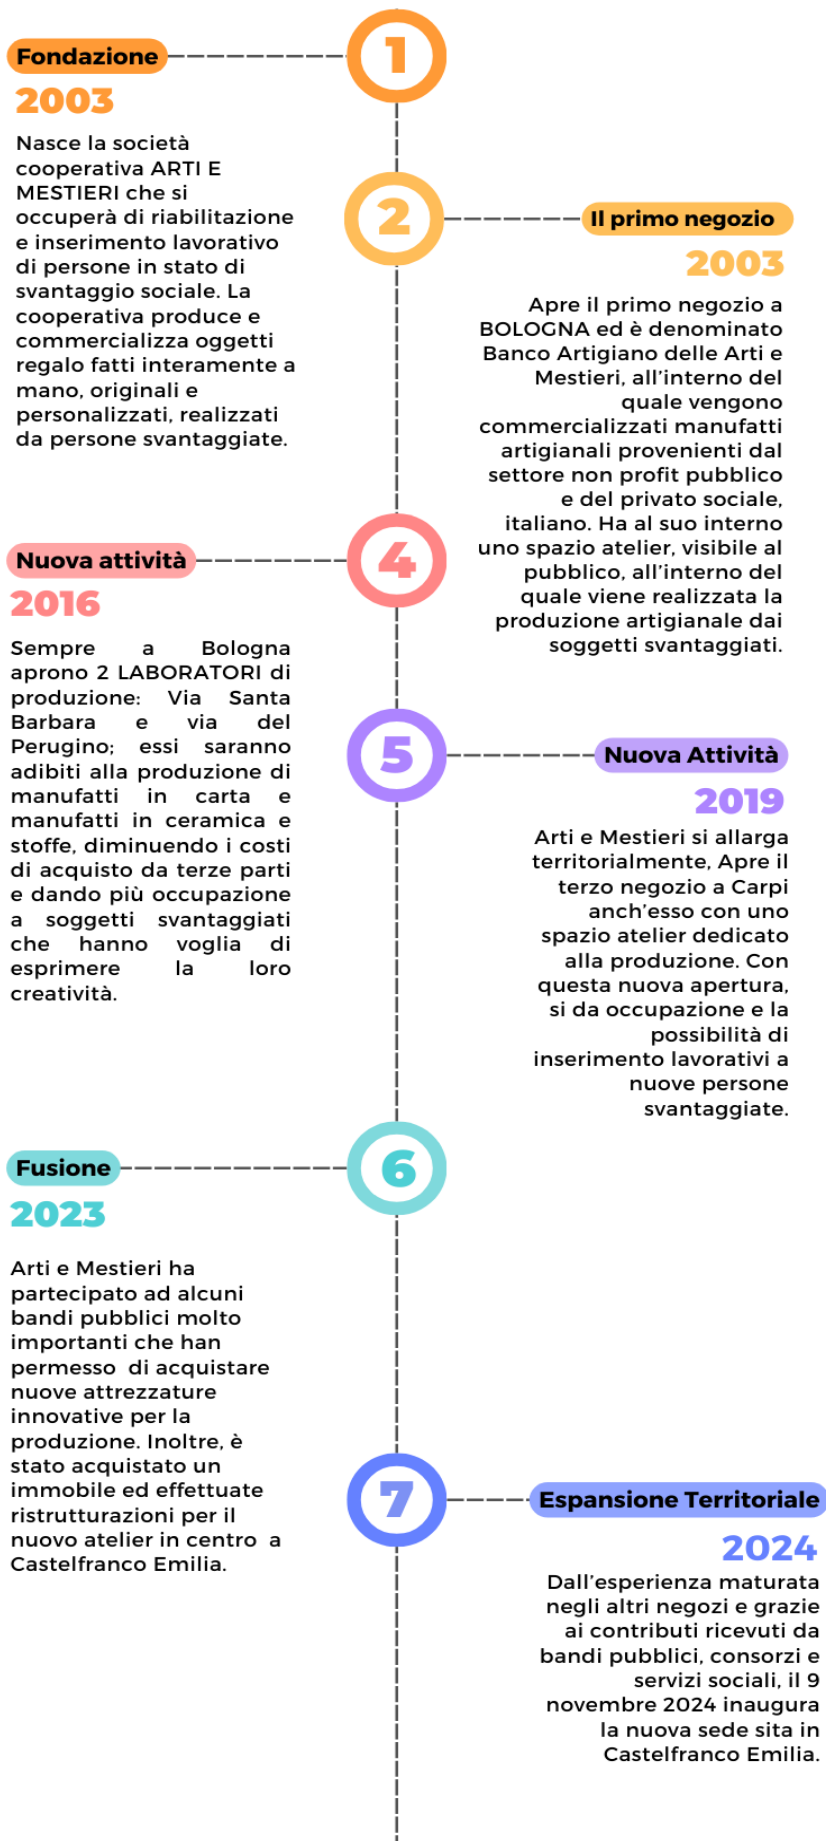 1
Fondazione
2003
Nasce la società
cooperativa ARTI E
MESTIERI che si
occuperà di riabilitazione
e inserimento lavorativo
di persone in stato di
svantaggio sociale. La
cooperativa produce e
commercializza oggetti
regalo fatti interamente a
mano, originali e
personalizzati, realizzati
da persone svantaggiate.
2
Il primo negozio
2003
Apre il primo negozio a
BOLOGNA ed è denominato
Banco Artigiano delle Arti e
Mestieri, all'interno del
quale vengono
commercializzati manufatti
artigianali provenienti dal
settore non profit pubblico
e del privato sociale,
italiano. Ha al suo interno
uno spazio atelier, visibile al
pubblico, all'interno del
quale viene realizzata la
produzione artigianale dai
soggetti svantaggiati.
4
Nuova attività
2016
Sempre a Bologna
aprono 2 LABORATORI di
produzione: Via Santa
Barbara e via del
Perugino; essi saranno
adibiti alla produzione di
manufatti in carta e
manufatti in ceramica e
stoffe, diminuendo i costi
di acquisto da terze parti
e dando più occupazione
a soggetti svantaggiati
che hanno voglia di
esprimere la loro
creatività.
5
Nuova Attività
2019
Arti e Mestieri si allarga
territorialmente, Apre il
terzo negozio a Carpi
anch'esso con uno
spazio atelier dedicato
alla produzione. Con
questa nuova apertura,
si da occupazione e la
possibilità di
inserimento lavorativi a
nuove persone
svantaggiate.
6
Fusione
2023
Arti e Mestieri ha
partecipato ad alcuni
bandi pubblici molto
importanti che han
permesso di acquistare
nuove attrezzature
innovative per la
produzione. Inoltre, è
stato acquistato un
immobile ed effettuate
ristrutturazioni per il
nuovo atelier in centro a
Castelfranco Emilia.
7
Espansione Territoriale
2024
Dall'esperienza maturata
negli altri negozi e grazie
ai contributi ricevuti da
bandi pubblici, consorzi e
servizi sociali, il 9
novembre 2024 inaugura
la nuova sede sita in
Castelfranco Emilia.